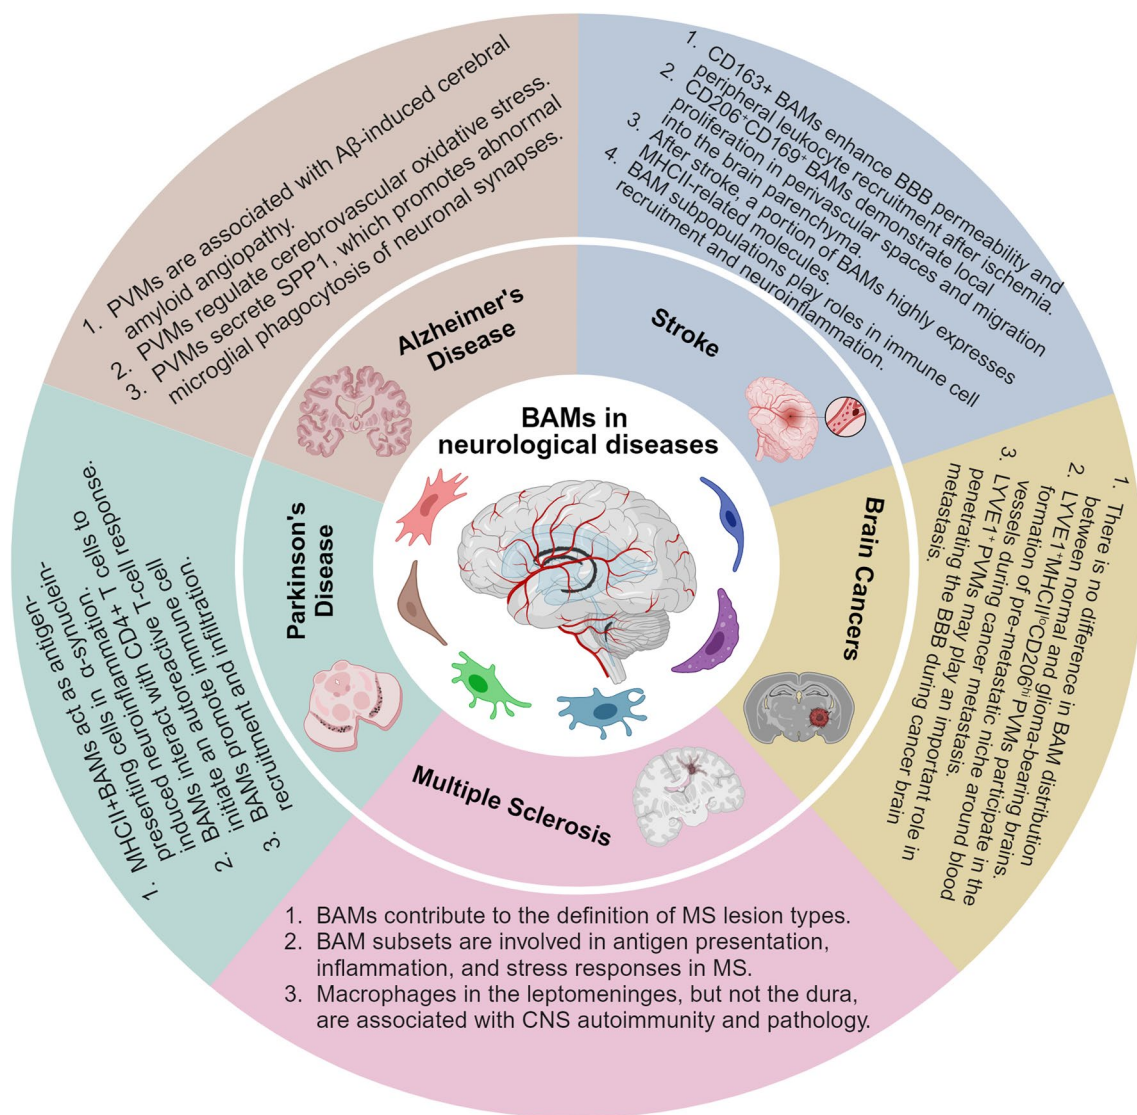 BAMs in
neurological diseases
Alzheimer's
Disease
1. PVMs are associated with Aβ-induced cerebral
amyloid angiopathy.
2. PVMs regulate cerebrovascular oxidative stress.
3. PVMs secrete SPP1, which promotes abnormal
microglial phagocytosis of neuronal synapses.
Stroke
1. CD163+ BAMs enhance BBB permeability and
peripheral leukocyte recruitment after ischemia.
2. CD206⁺CD169⁺BAMs demonstrate local
proliferation in perivascular spaces and migration
into the brain parenchyma.
3. After stroke, a portion of BAMs highly expresses
MHCII-related molecules.
4. BAM subpopulations play roles in immune cell
recruitment and neuroinflammation.
Brain Cancers
1. There is no difference in BAM distribution
between normal and glioma-bearing brains.
2. LYVE1⁺MHCIIˡᵒCD206ʰⁱ PVMs participate in the
formation of pre-metastatic niche around blood
vessels during cancer metastasis.
3. LYVE1⁺ PVMs may play an important role in
penetrating the BBB during cancer brain
metastasis.
Multiple Sclerosis
1. BAMs contribute to the definition of MS lesion types.
2. BAM subsets are involved in antigen presentation,
inflammation, and stress responses in MS.
3. Macrophages in the leptomeninges, but not the dura,
are associated with CNS autoimmunity and pathology.
Parkinson's
Disease
1. MHCII+BAMs act as antigen-
presenting cells in α-synuclein-
induced neuroinflammation.
2. BAMs interact with CD4+ T cells to
initiate an autoreactive T-cell response.
3. BAMs promote immune cell
recruitment and infiltration.